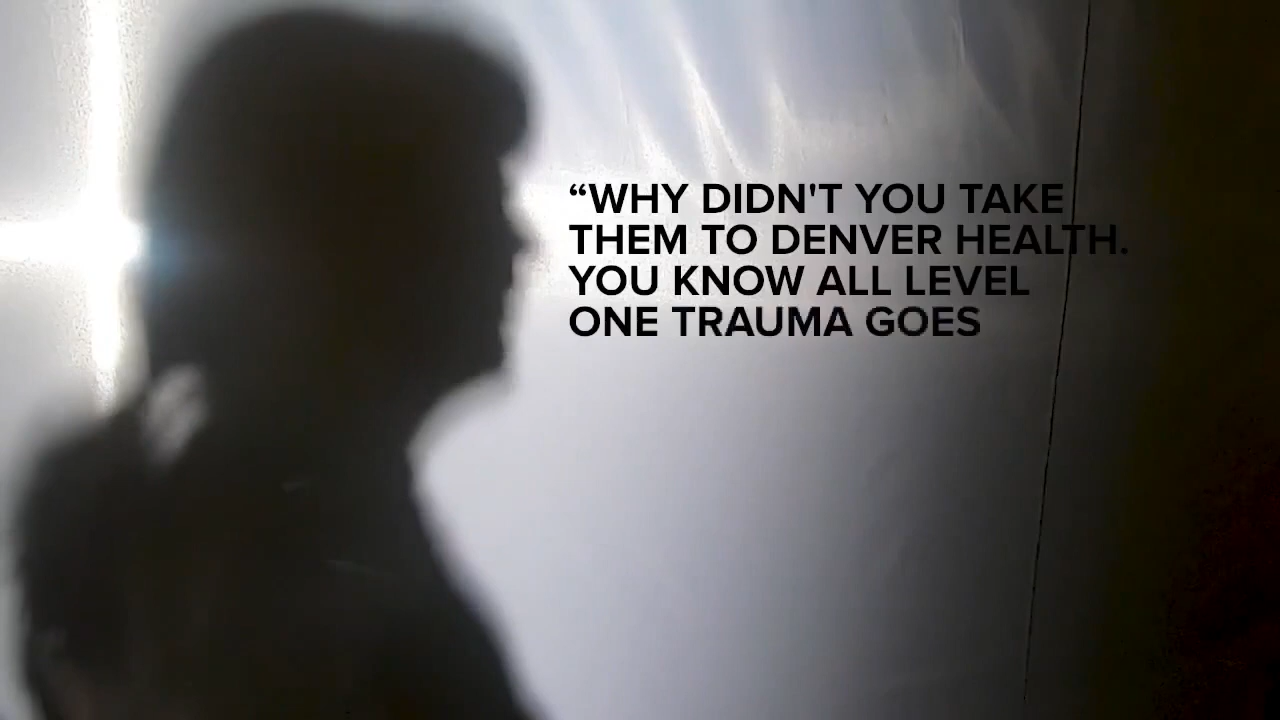 “WHY DIDN'T YOU TAKE
THEM TO DENVER HEALTH.
YOU KNOW ALL LEVEL
ONE TRAUMA GOES